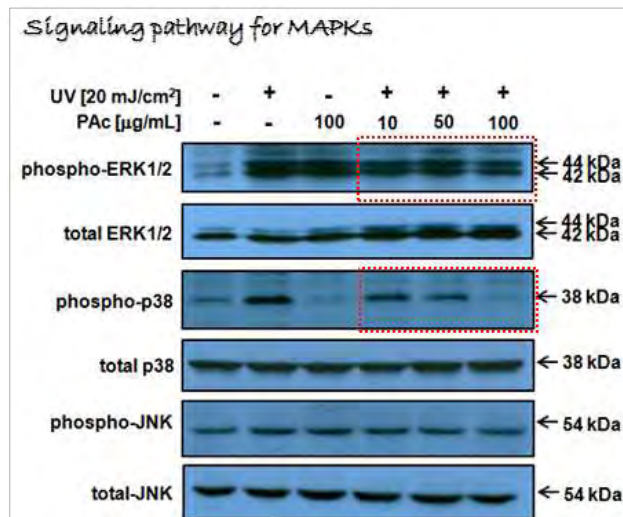 Signaling pathway for MAPKs
UV [20 mJ/cm²] - + - + + +
PAc [µg/mL] - - 100 10 50 100
phospho-ERK1/2 44 kDa
42 kDa
total ERK1/2 44 kDa
42 kDa
phospho-p38 38 kDa
total p38 38 kDa
phospho-JNK 54 kDa
total-JNK 54 kDa